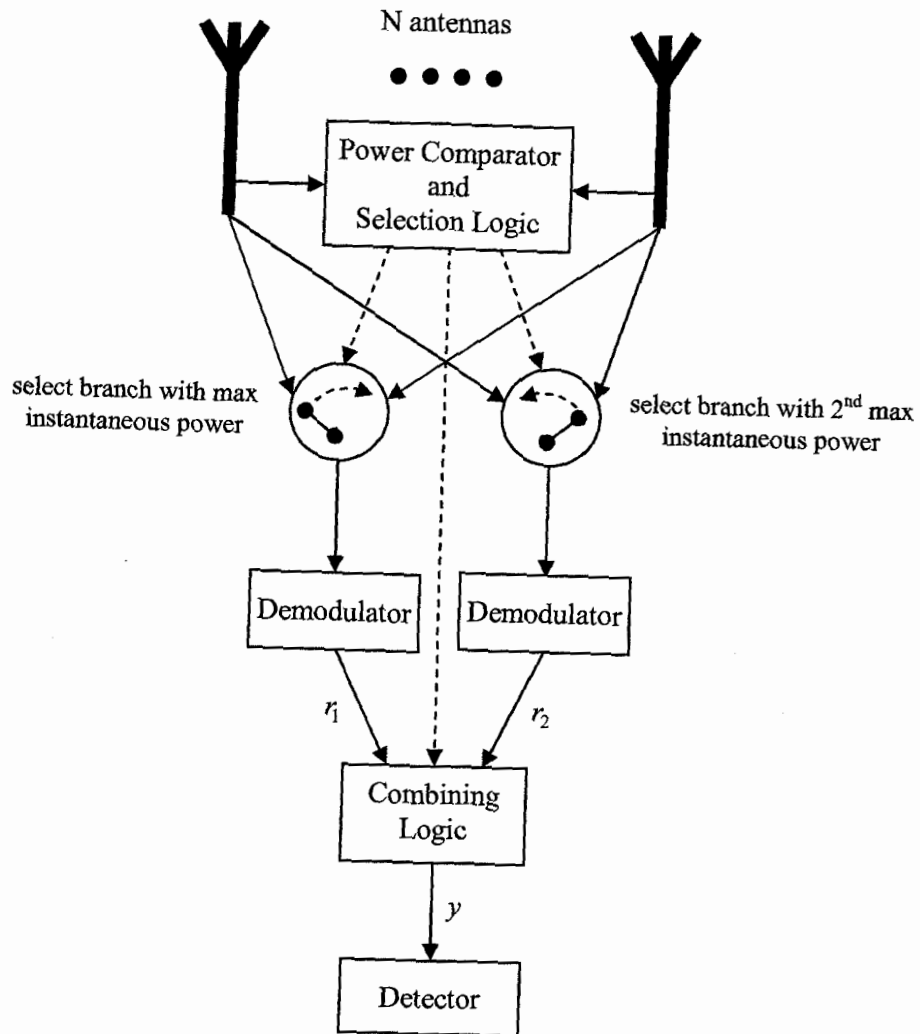 N antennas
Power Comparator
and
Selection Logic
select branch with max
instantaneous power
select branch with 2nd max
instantaneous power
Demodulator
Demodulator
r1
r2
Combining
Logic
y
Detector